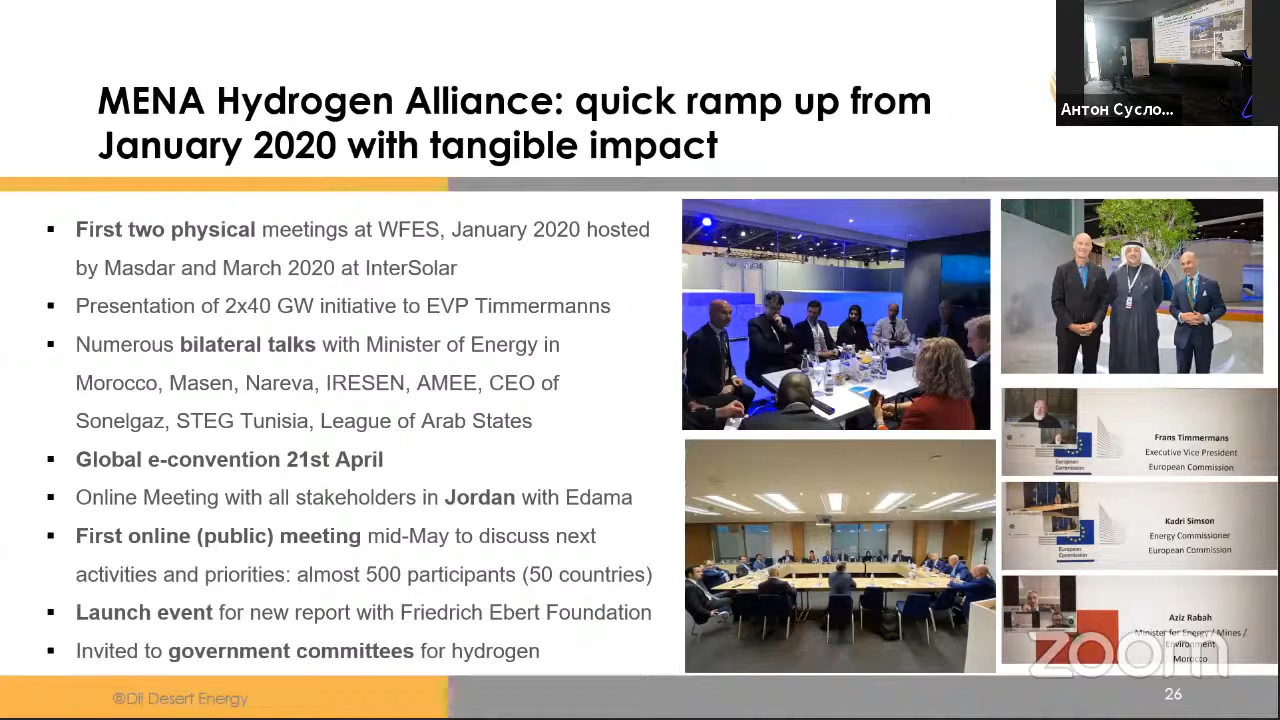 MENA Hydrogen Alliance: quick ramp up from
January 2020 with tangible impact
Антон Сусло...
▪ First two physical meetings at WFES, January 2020 hosted
by Masdar and March 2020 at InterSolar
▪ Presentation of 2x40 GW initiative to EVP Timmermanns
▪ Numerous bilateral talks with Minister of Energy in
Morocco, Masen, Nareva, IRESEN, AMEE, CEO of
Sonelgaz, STEG Tunisia, League of Arab States
▪ Global e-convention 21st April
▪ Online Meeting with all stakeholders in Jordan with Edama
▪ First online (public) meeting mid-May to discuss next
activities and priorities: almost 500 participants (50 countries)
▪ Launch event for new report with Friedrich Ebert Foundation
▪ Invited to government committees for hydrogen
Frans Timmermans
Executive Vice President
European Commission
European
Commission
Kadri Simson
Energy Commissioner
European Commission
European
Commission
Aziz Rabah
Minister for Energy / Mines /
Environment
Morocco
zoom
©Dii Desert Energy
26